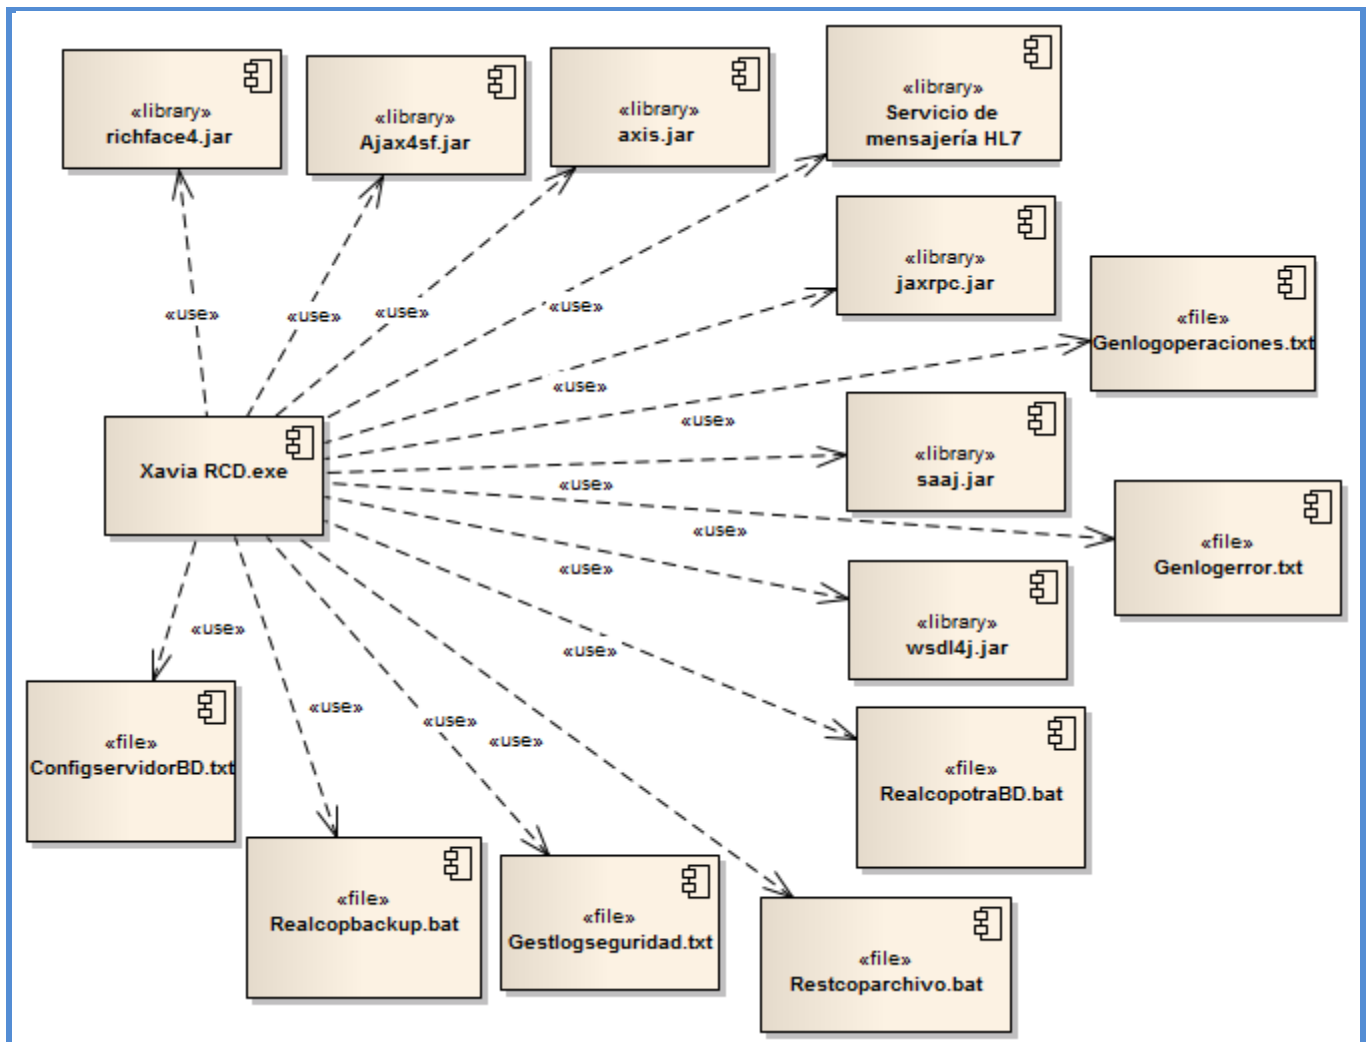 «library»
richface4.jar
«library»
Ajax4sf.jar
«library»
axis.jar
«library»
Servicio de
mensajería HL7
«library»
jaxrpc.jar
«file»
Genlogoperaciones.txt
«use»
«use»
«use»
«use»
«use»
«use»
«library»
saaj.jar
Xavia RCD.exe
«use»
«use»
«file»
Genlogerror.txt
«use»
«library»
wsdl4j.jar
«use»
«use»
«use»
«use»
«use»
«file»
ConfigservidorBD.txt
«file»
RealcopotraBD.bat
«file»
Realcopbackup.bat
«file»
Gestlogseguridad.txt
«file»
Restcoparchivo.bat